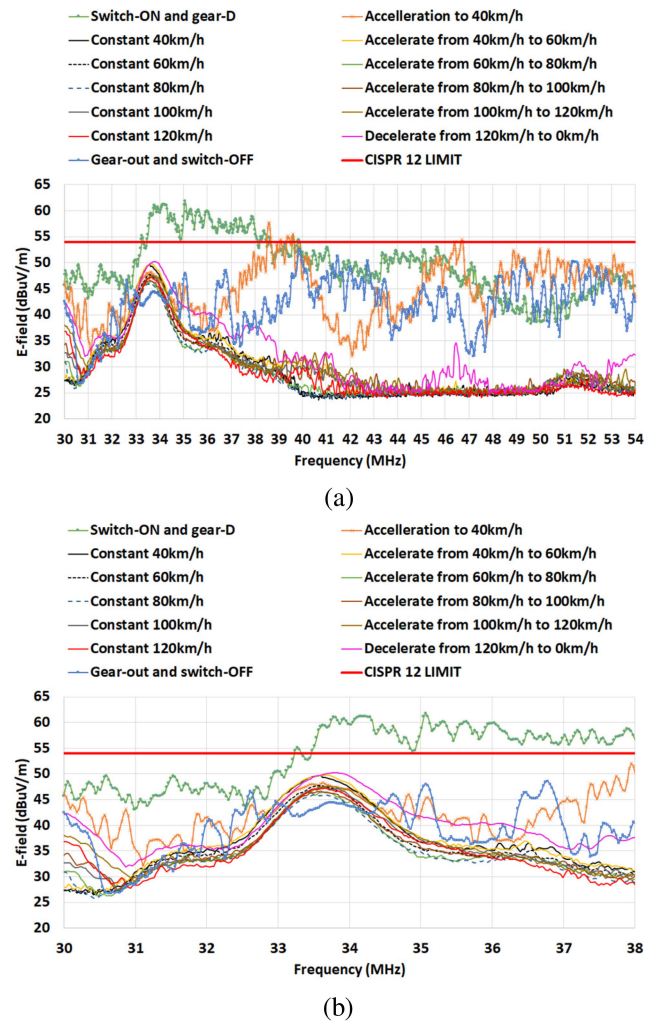 Switch-ON and gear-D
Accelleration to 40km/h
Constant 40km/h
Accelerate from 40km/h to 60km/h
Constant 60km/h
Accelerate from 60km/h to 80km/h
Constant 80km/h
Accelerate from 80km/h to 100km/h
Constant 100km/h
Accelerate from 100km/h to 120km/h
Constant 120km/h
Decelerate from 120km/h to 0km/h
Gear-out and switch-OFF
CISPR 12 LIMIT
E-field (dBuV/m)
65
60
55
50
45
40
35
30
25
20
30 31 32 33 34 35 36 37 38 39 40 41 42 43 44 45 46 47 48 49 50 51 52 53 54
Frequency (MHz)
(a)
Switch-ON and gear-D
Accelleration to 40km/h
Constant 40km/h
Accelerate from 40km/h to 60km/h
Constant 60km/h
Accelerate from 60km/h to 80km/h
Constant 80km/h
Accelerate from 80km/h to 100km/h
Constant 100km/h
Accelerate from 100km/h to 120km/h
Constant 120km/h
Decelerate from 120km/h to 0km/h
Gear-out and switch-OFF
CISPR 12 LIMIT
E-field (dBuV/m)
65
60
55
50
45
40
35
30
25
20
30 31 32 33 34 35 36 37 38
Frequency (MHz)
(b)